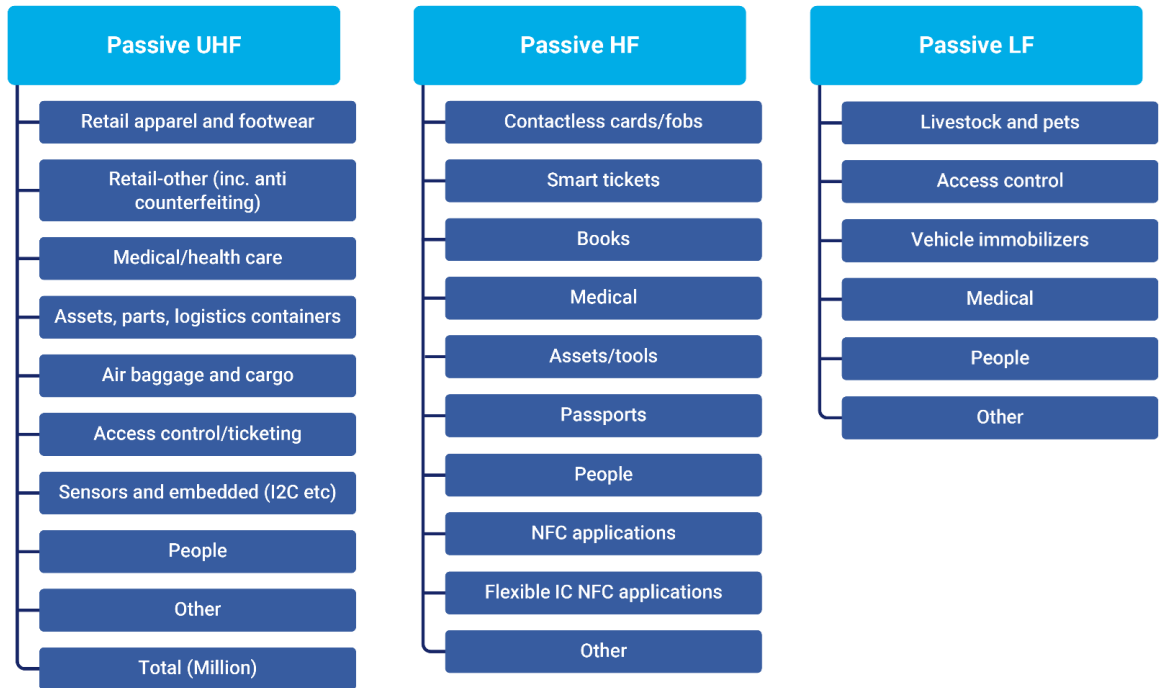 Passive UHF
Retail apparel and footwear
Retail-other (inc. anti
counterfeiting)
Medical/health care
Assets, parts, logistics containers
Air baggage and cargo
Access control/ticketing
Sensors and embedded (I2C etc)
People
Other
Total (Million)
Passive HF
Contactless cards/fobs
Smart tickets
Books
Medical
Assets/tools
Passports
People
NFC applications
Flexible IC NFC applications
Other
Passive LF
Livestock and pets
Access control
Vehicle immobilizers
Medical
People
Other